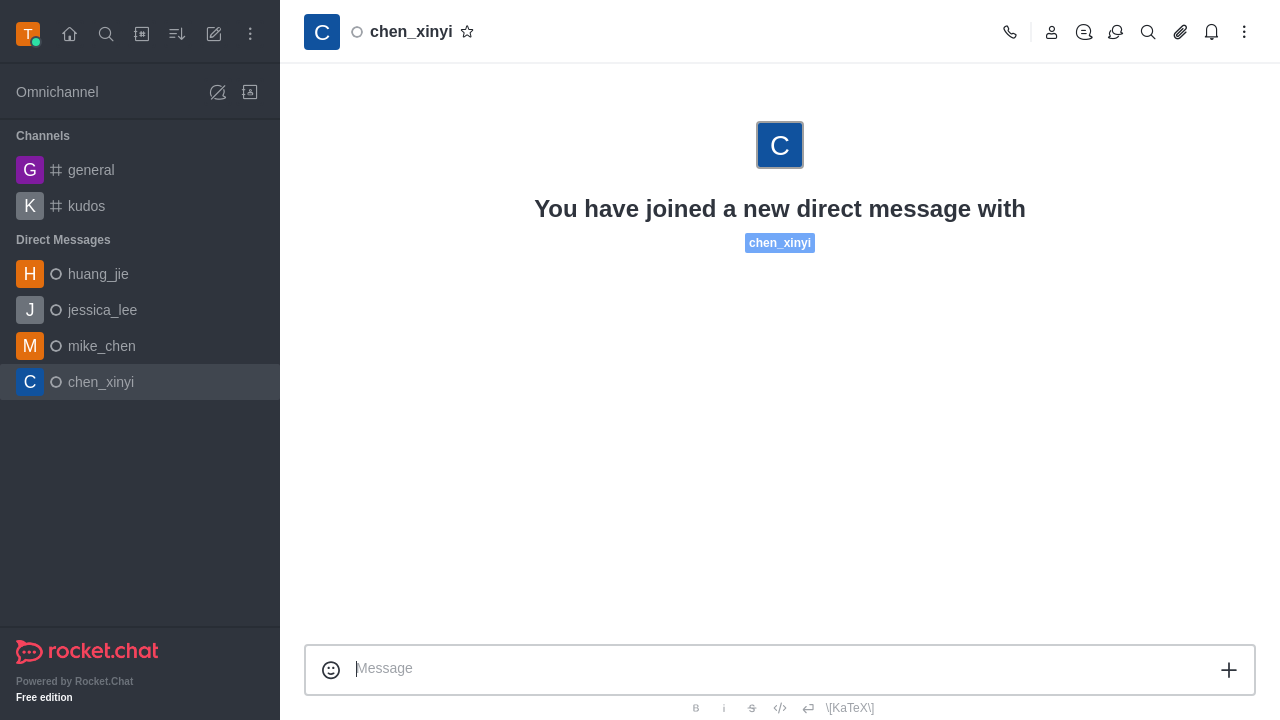 T
Omnichannel
Channels
G general
K kudos
Direct Messages
H huang_jie
J jessica_lee
M mike_chen
C chen_xinyi
rocket.chat
Powered by Rocket.Chat
Free edition
C chen_xinyi
C
You have joined a new direct message with
chen_xinyi
Message
B i S \[KaTeX\]